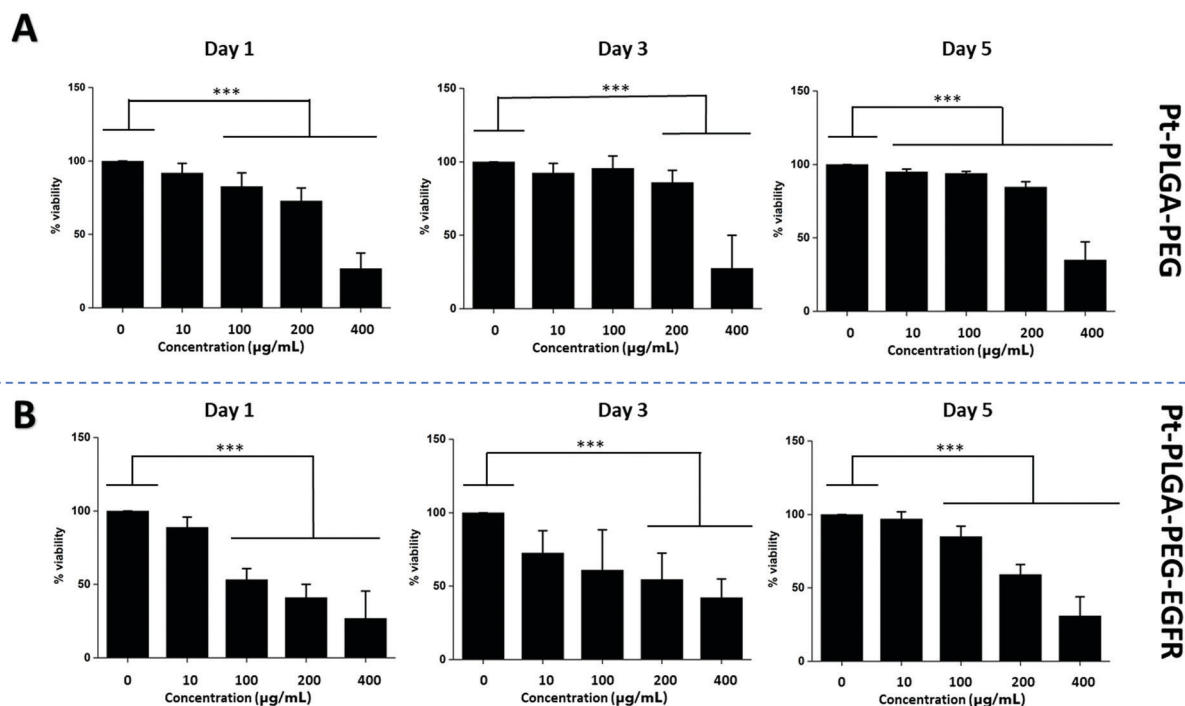 A
Day 1
Day 3
Day 5
150
100
50
0
% viability
***
0 10 100 200 400
Concentration (µg/mL)
150
100
50
0
% viability
***
0 10 100 200 400
Concentration (µg/mL)
150
100
50
0
% viability
***
0 10 100 200 400
Concentration (µg/mL)
Pt-PLGA-PEG
B
Day 1
Day 3
Day 5
150
100
50
0
% viability
***
0 10 100 200 400
Concentration (µg/mL)
150
100
50
0
% viability
***
0 10 100 200 400
Concentration (µg/mL)
150
100
50
0
% viability
***
0 10 100 200 400
Concentration (µg/mL)
Pt-PLGA-PEG-EGFR